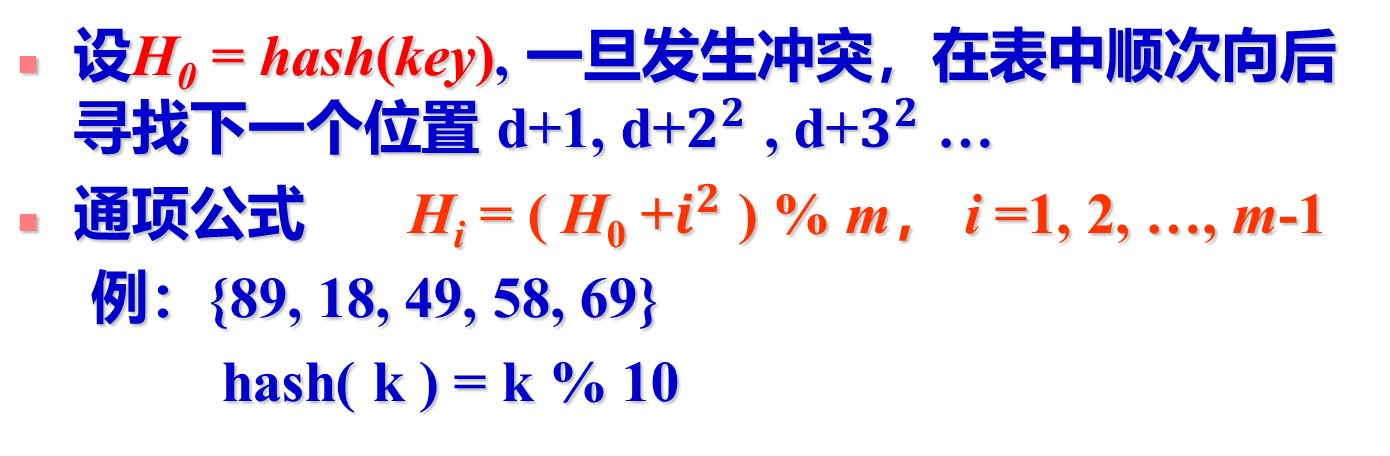 设H₀ = hash(key), 一旦发生冲突，在表中顺次向后
寻找下一个位置 d+1, d+2² , d+3² …
通项公式 Hᵢ = ( H₀ +i² ) % m， i =1, 2, …, m-1
例：{89, 18, 49, 58, 69}
hash( k ) = k % 10